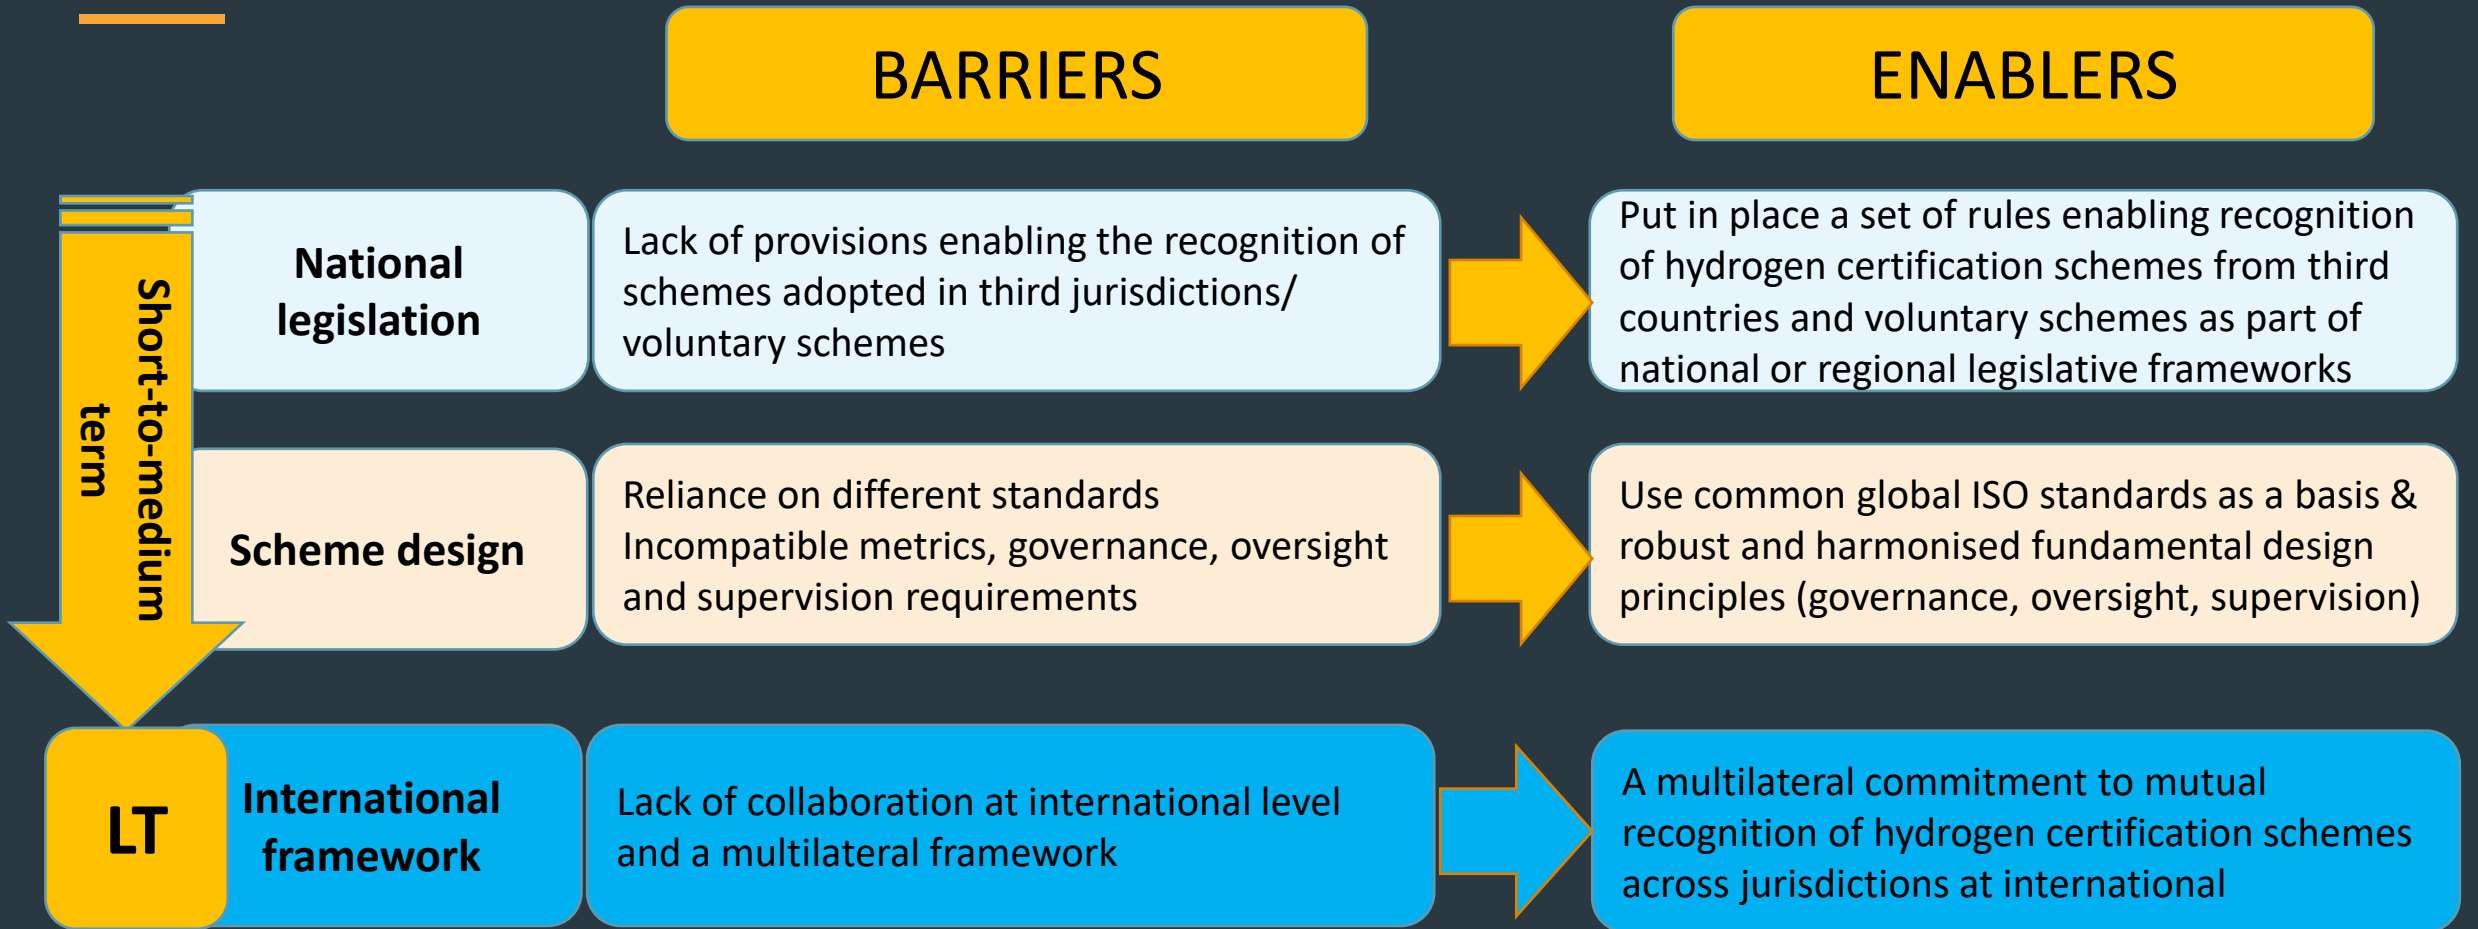 BARRIERS
ENABLERS
Short-to-medium
term
National
legislation
Lack of provisions enabling the recognition of
schemes adopted in third jurisdictions/
voluntary schemes
Put in place a set of rules enabling recognition
of hydrogen certification schemes from third
countries and voluntary schemes as part of
national or regional legislative frameworks
Scheme design
Reliance on different standards
Incompatible metrics, governance, oversight
and supervision requirements
Use common global ISO standards as a basis &
robust and harmonised fundamental design
principles (governance, oversight, supervision)
LT
International
framework
Lack of collaboration at international level
and a multilateral framework
A multilateral commitment to mutual
recognition of hydrogen certification schemes
across jurisdictions at international